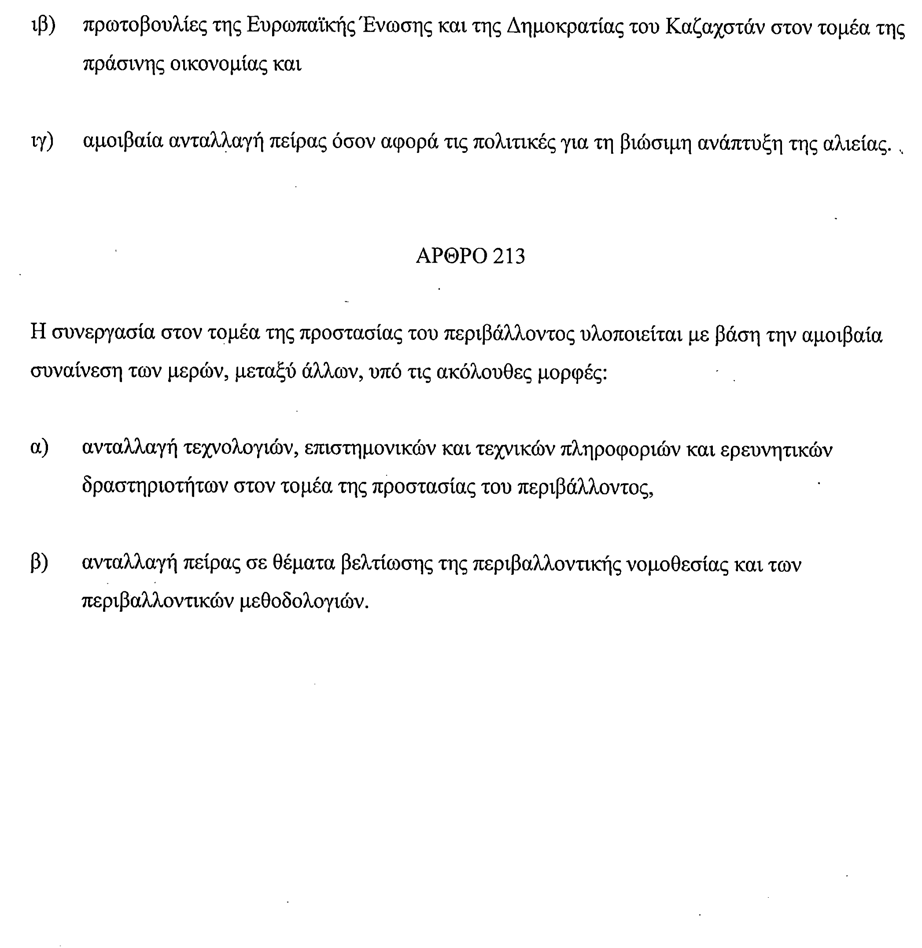 ιβ) πρωτοβουλίες της Ευρωπαϊκής Ένωσης και της Δημοκρατίας του Καζαχστάν στον τομέα της
πράσινης οικονομίας και
ιγ) αμοιβαία ανταλλαγή πείρας όσον αφορά τις πολιτικές για τη βιώσιμη ανάπτυξη της αλιείας.
ΑΡΘΡΟ 213
Η συνεργασία στον τομέα της προστασίας του περιβάλλοντος υλοποιείται με βάση την αμοιβαία
συναίνεση των μερών, μεταξύ άλλων, υπό τις ακόλουθες μορφές:
α) ανταλλαγή τεχνολογιών, επιστημονικών και τεχνικών πληροφοριών και ερευνητικών
δραστηριοτήτων στον τομέα της προστασίας του περιβάλλοντος,
β) ανταλλαγή πείρας σε θέματα βελτίωσης της περιβαλλοντικής νομοθεσίας και των
περιβαλλοντικών μεθοδολογιών.